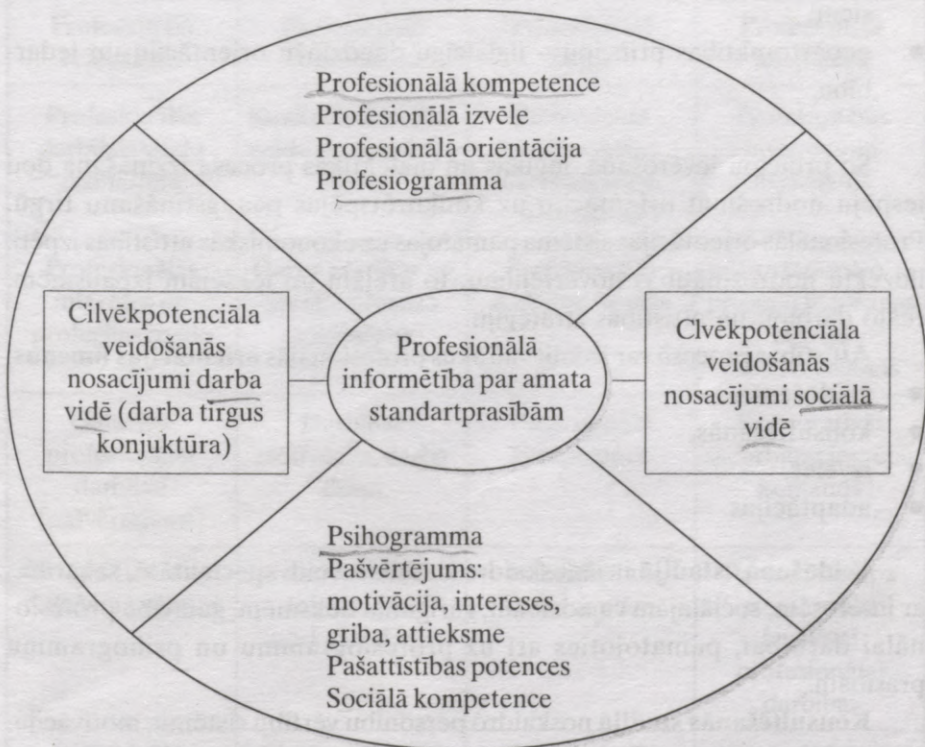 Profesionālā kompetence
Profesionālā izvēle
Profesionālā orientācija
Profesiogramma
Cilvēkpotenciāla
veidošanās
nosacījumi darba
vidē (darba tirgus
konjuktūra)
Profesionālā
informētība par amata
standartprasībām
Clvēkpotenciāla
veidošanās
nosacījumi sociālā
vidē
Psihogramma
Pašvērtējums:
motivācija, intereses,
griba, attieksme
Pašattīstības potences
Sociālā kompetence